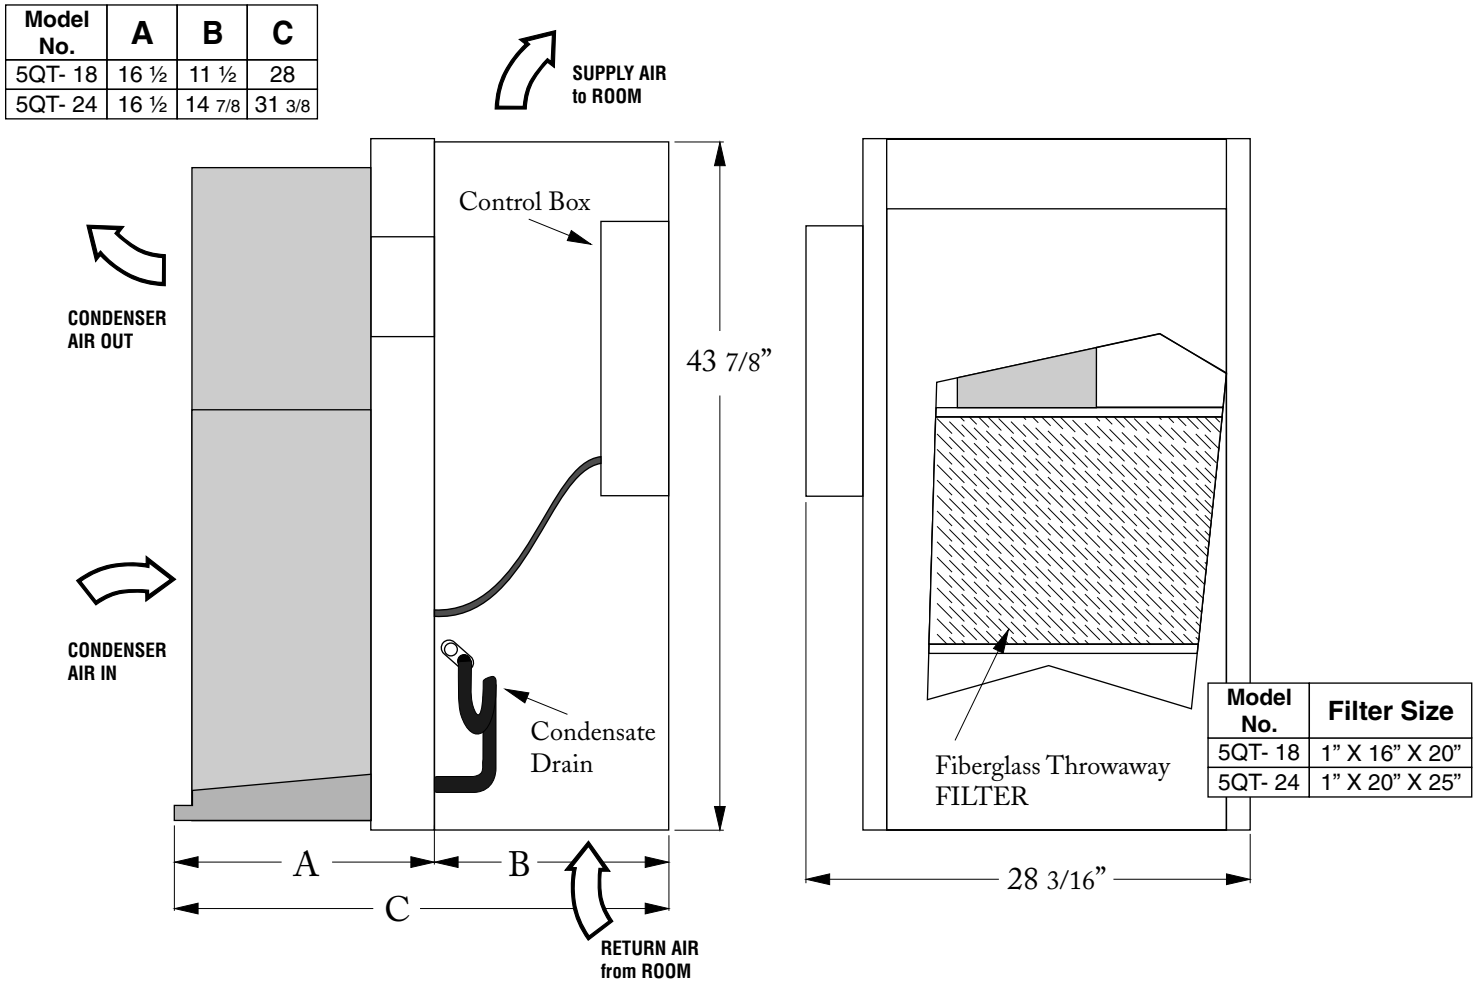 Model No. A B C
5QT- 18 16 ½ 11 ½ 28
5QT- 24 16 ½ 14 7/8 31 3/8
SUPPLY AIR
to ROOM
Control Box
CONDENSER
AIR OUT
43 7/8”
CONDENSER
AIR IN
Condensate
Drain
Fiberglass Throwaway
FILTER
Model No. Filter Size
5QT- 18 1” X 16” X 20”
5QT- 24 1” X 20” X 25”
A B
C
28 3/16”
RETURN AIR
from ROOM